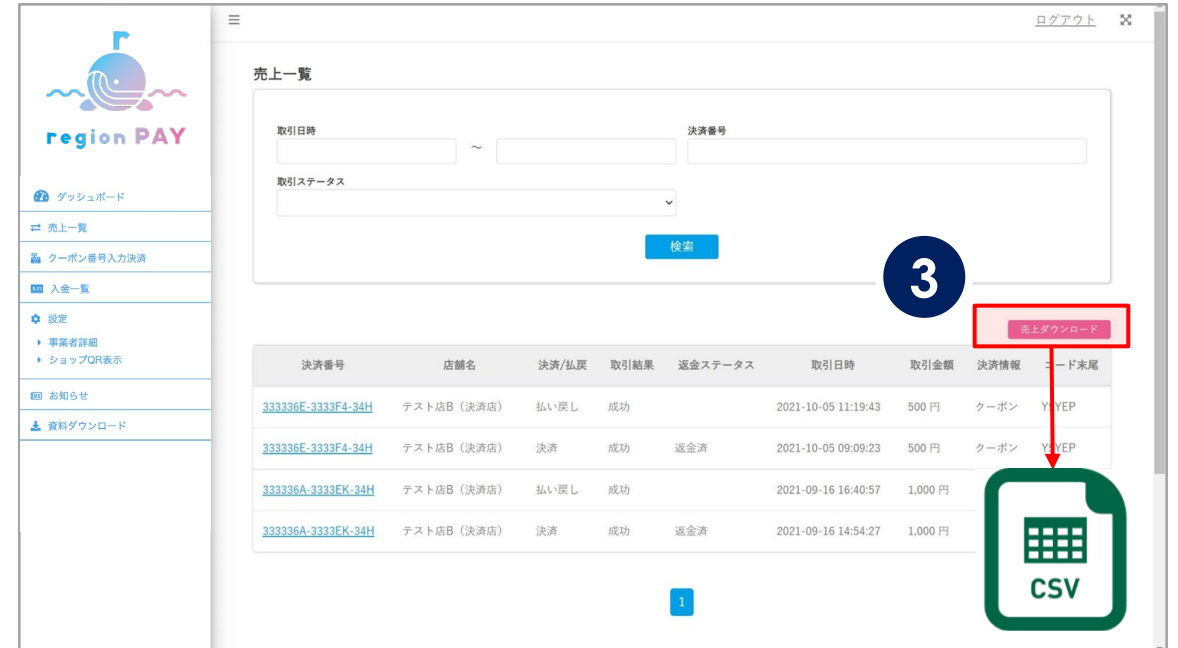 ログアウト
region PAY
ダッシュボード
売上一覧
クーポン番号入力決済
入金一覧
設定
事業者詳細
ショップQR表示
お知らせ
資料ダウンロード
売上一覧
取引日時 決済番号
～
取引ステータス
検索
3
売上ダウンロード
決済番号 店舗名 決済/払戻 取引結果 返金ステータス 取引日時 取引金額 決済情報 コード末尾
333336E-3333F4-34H テスト店B（決済店） 払い戻し 成功 2021-10-05 11:19:43 500 円 クーポン Y5YEP
333336E-3333F4-34H テスト店B（決済店） 決済 成功 返金済 2021-10-05 09:09:23 500 円 クーポン Y5YEP
333336A-3333EK-34H テスト店B（決済店） 払い戻し 成功 2021-09-16 16:40:57 1,000 円
333336A-3333EK-34H テスト店B（決済店） 決済 成功 返金済 2021-09-16 14:54:27 1,000 円
CSV
1